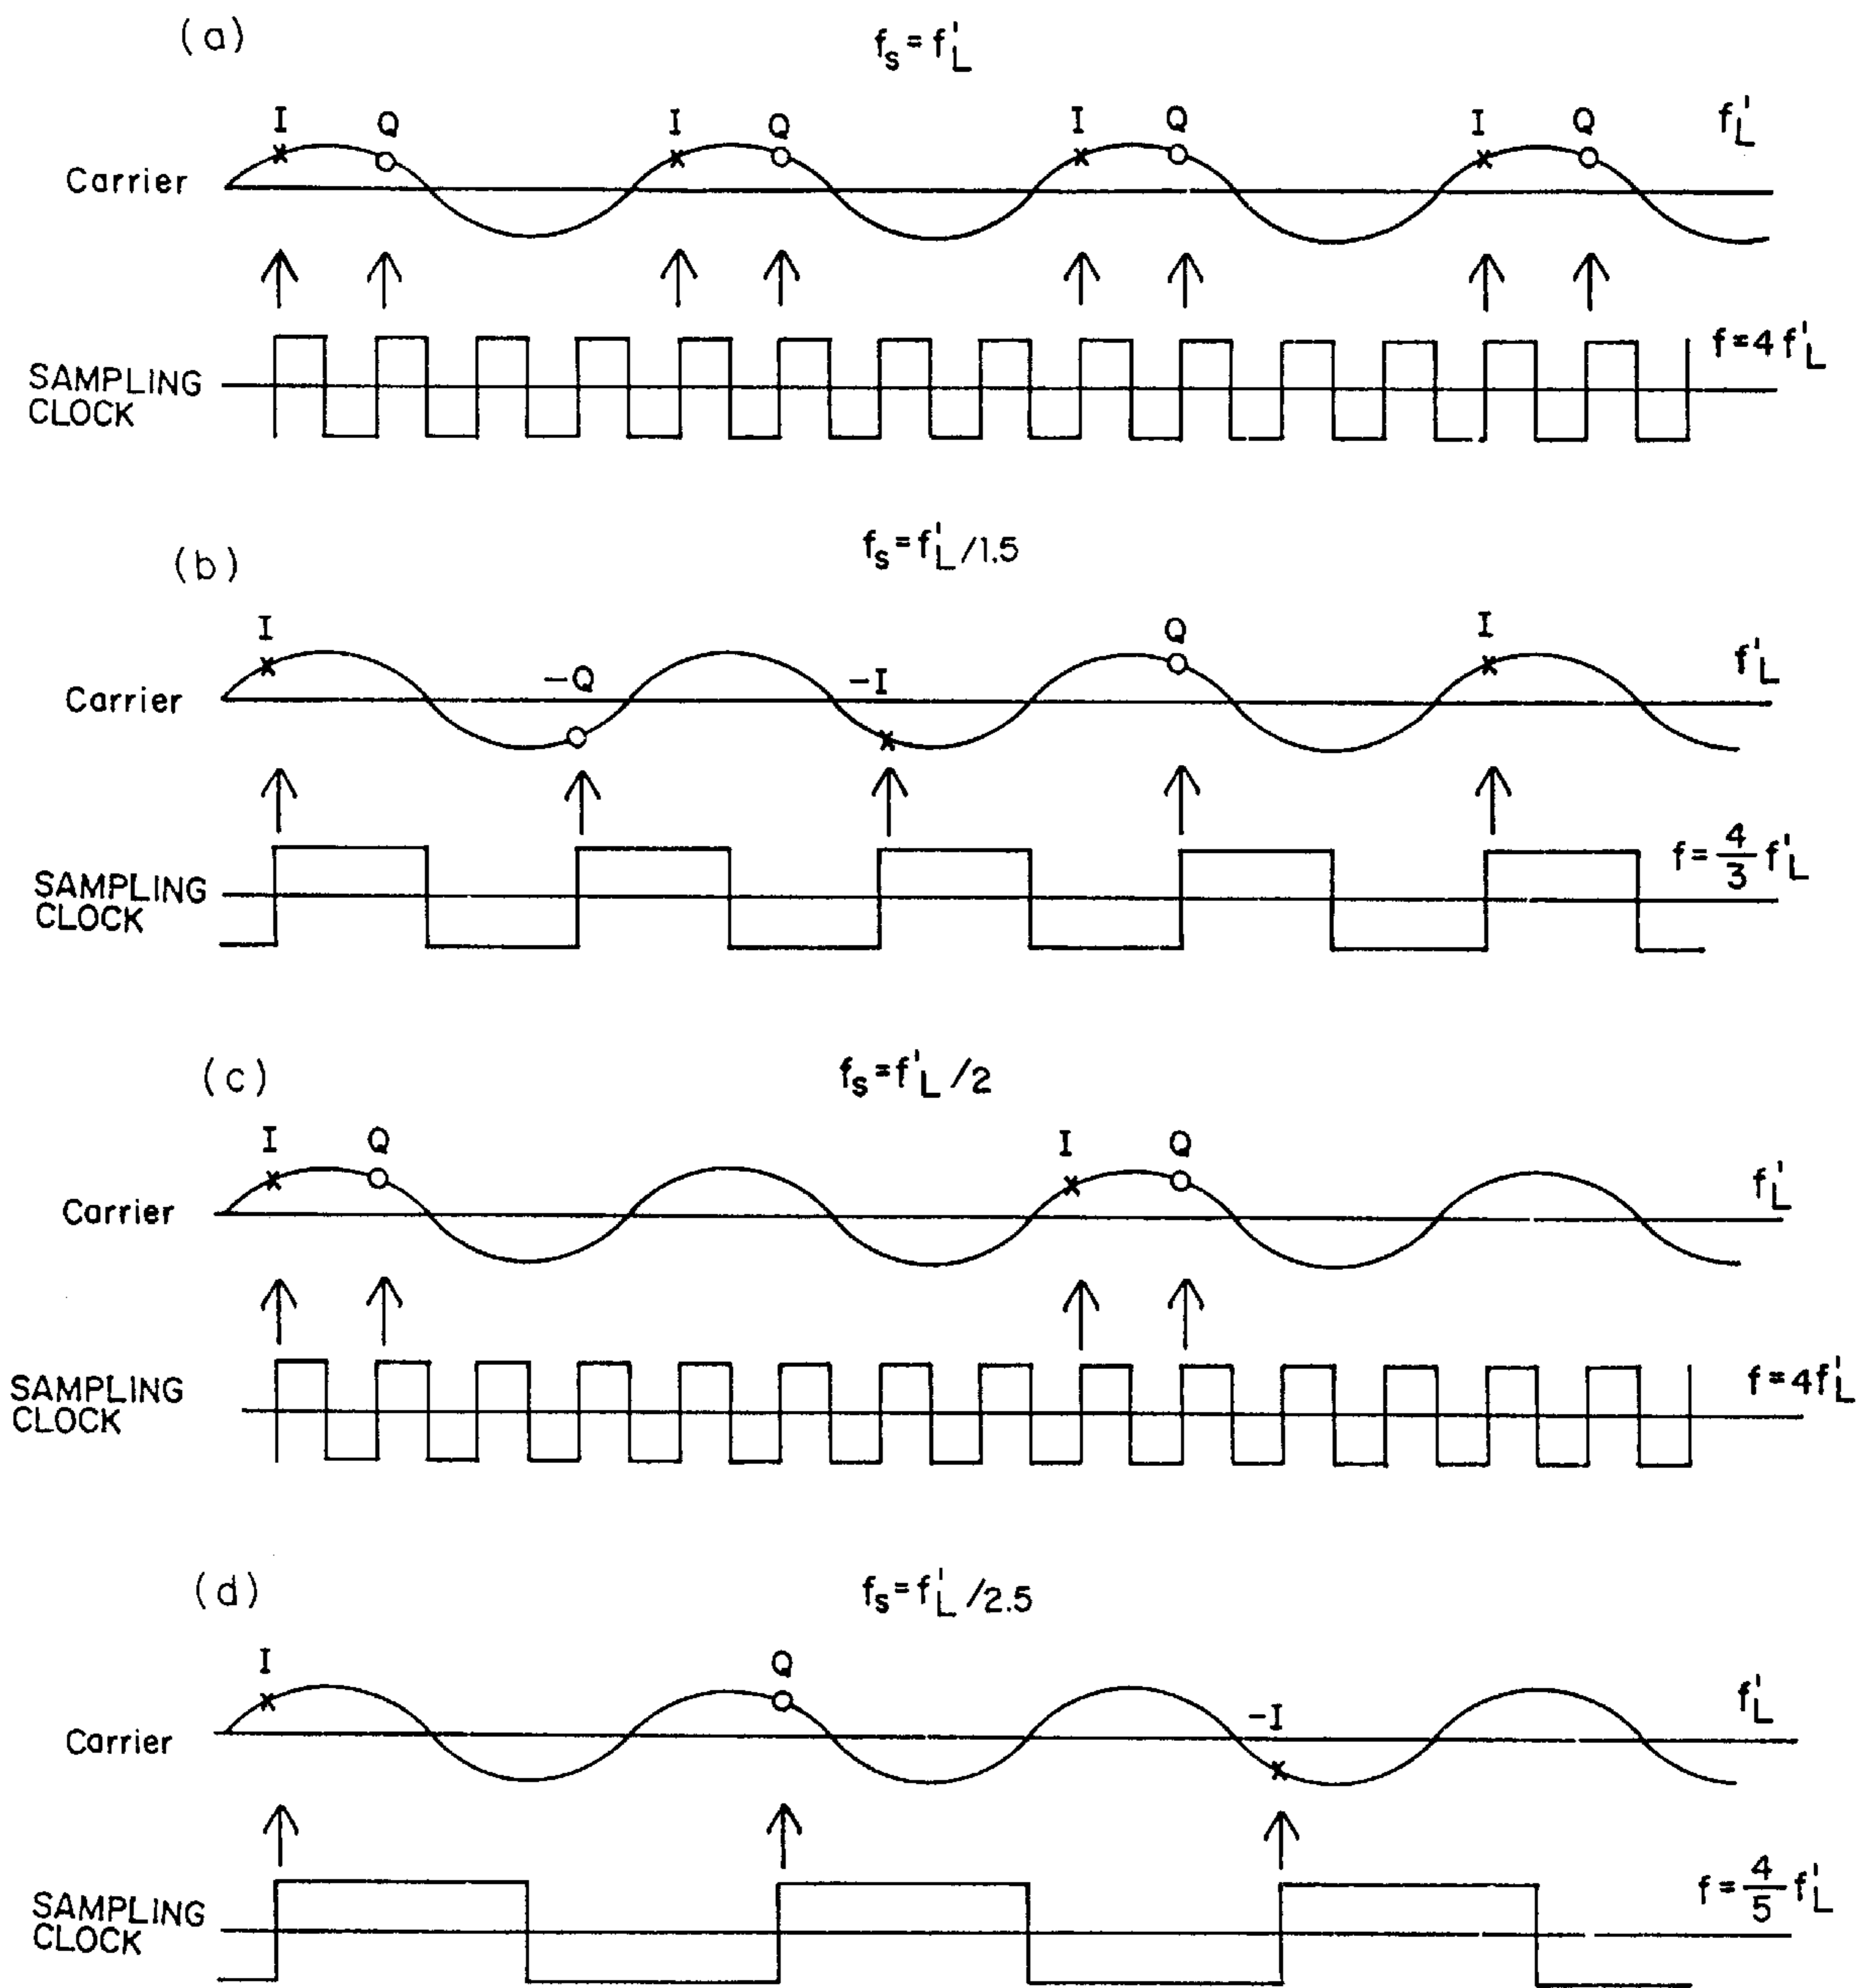 (a)
fs=f'L
I Q I Q I Q I Q f'L
Carrier
SAMPLING
CLOCK
f=4f'L
(b)
fs=f'L/1.5
I -Q -I Q I f'L
Carrier
SAMPLING
CLOCK
f=4/3 f'L
(c)
fs=f'L/2
I Q I Q f'L
Carrier
SAMPLING
CLOCK
f=4f'L
(d)
fs=f'L/2.5
I Q -I f'L
Carrier
SAMPLING
CLOCK
f=4/5 f'L